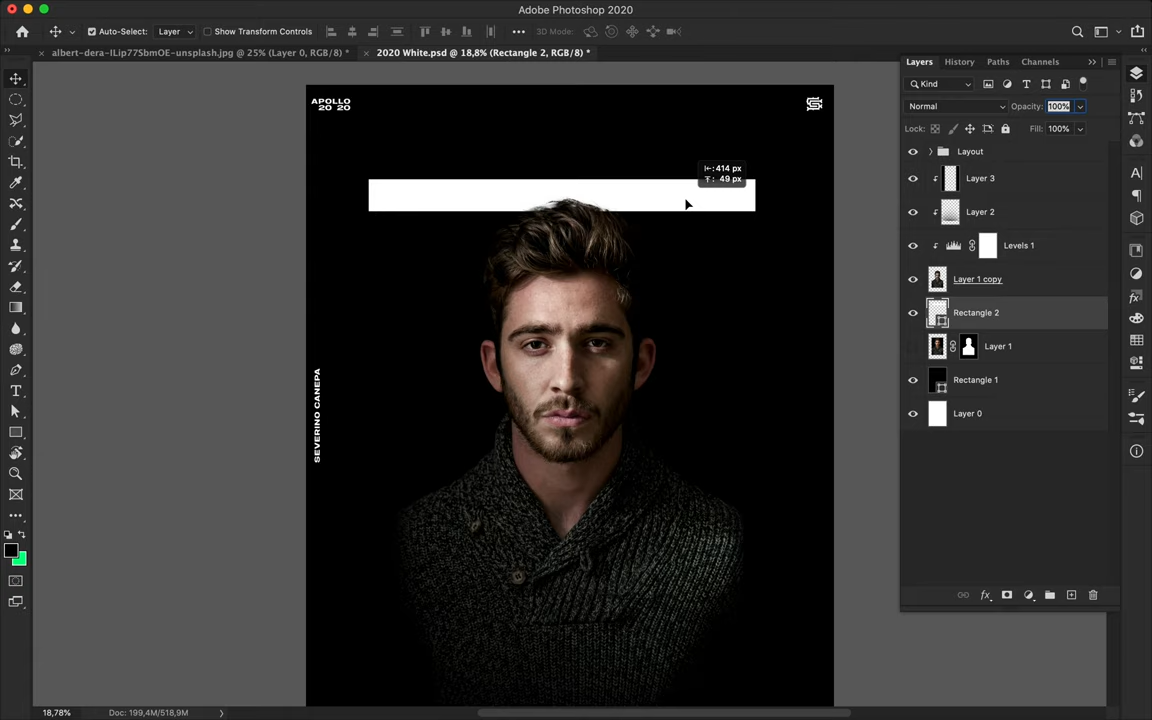 Adobe Photoshop 2020
Auto-Select: Layer Show Transform Controls 3D Mode:
albert-dera-ILip77SbmOE-unsplash.jpg @ 25% (Layer 0, RGB/8) *
2020 White.psd @ 18,8% (Rectangle 2, RGB/8) *
Layers History Paths Channels
Kind
Normal Opacity: 100%
Lock: Fill: 100%
Layout
Layer 3
Layer 2
Levels 1
Layer 1 copy
Rectangle 2
Layer 1
Rectangle 1
Layer 0
APOLLO
20 20
414 px
49 px
SEVERINO CANEPA
18,78% Doc: 199,4M/518,9M